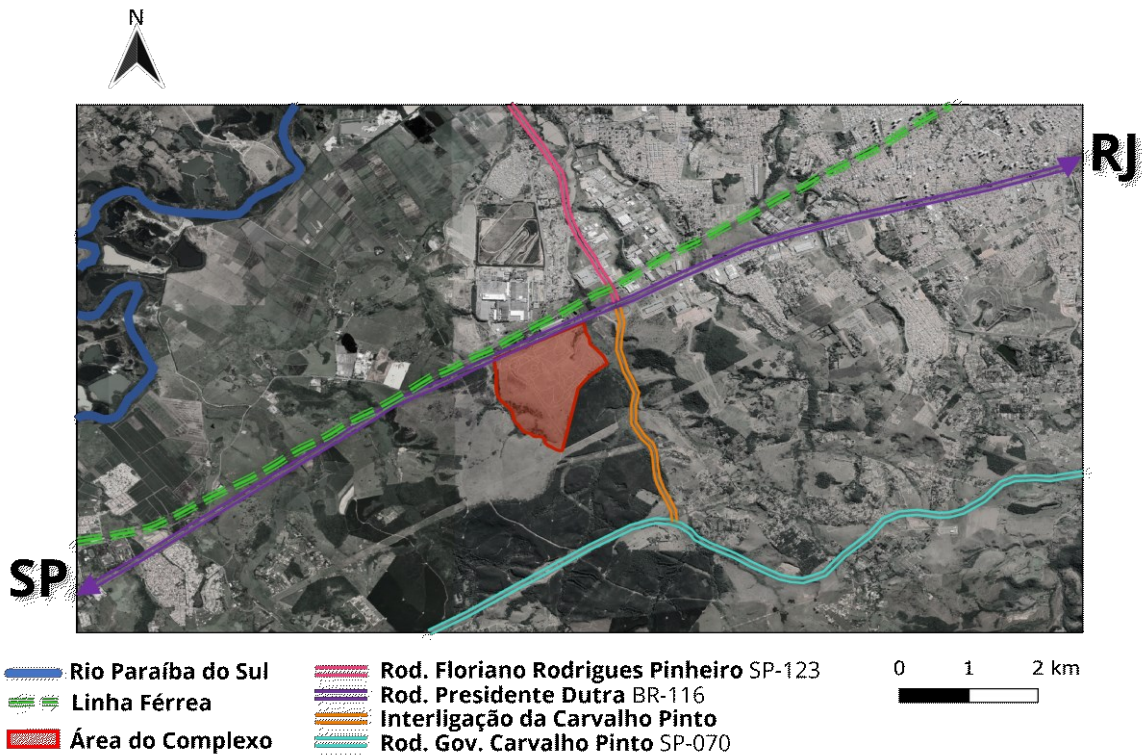 N
RJ
SP
Rio Paraíba do Sul
Linha Férrea
Área do Complexo
Rod. Floriano Rodrigues Pinheiro SP-123
Rod. Presidente Dutra BR-116
Interligação da Carvalho Pinto
Rod. Gov. Carvalho Pinto SP-070
0 1 2 km